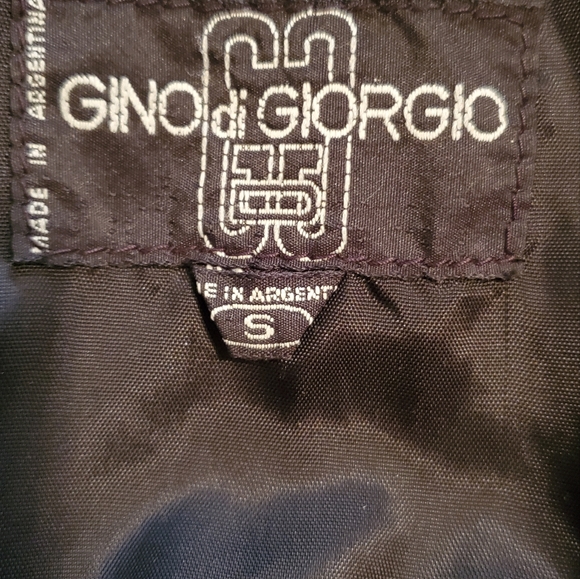 MADE IN ARGENTINA
GINO di GIORGIO
E IN ARGENT
S